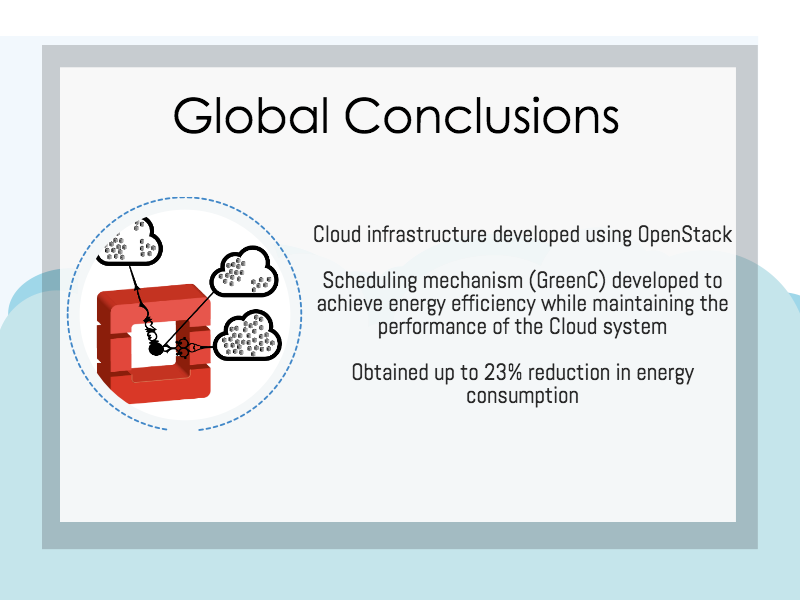 Global Conclusions
Cloud infrastructure developed using OpenStack
Scheduling mechanism (GreenC) developed to
achieve energy efficiency while maintaining the
performance of the Cloud system
Obtained up to 23% reduction in energy
consumption